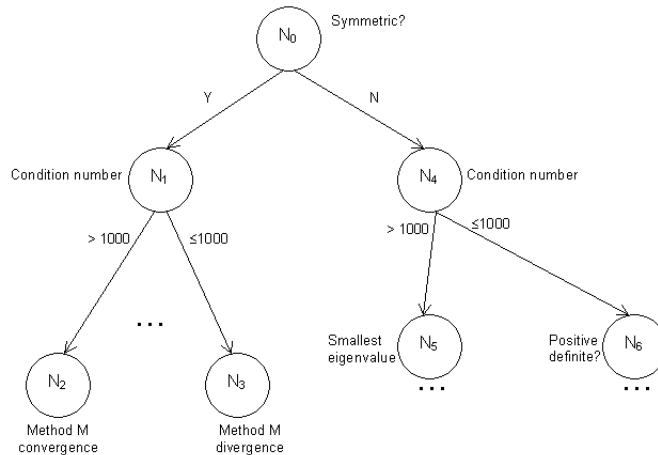 Symmetric?
N0
Y
N
Condition number
N1
N4
Condition number
> 1000
≤1000
> 1000
≤1000
...
Smallest
eigenvalue
N5
...
Positive
definite?
N6
...
N2
N3
Method M
convergence
Method M
divergence